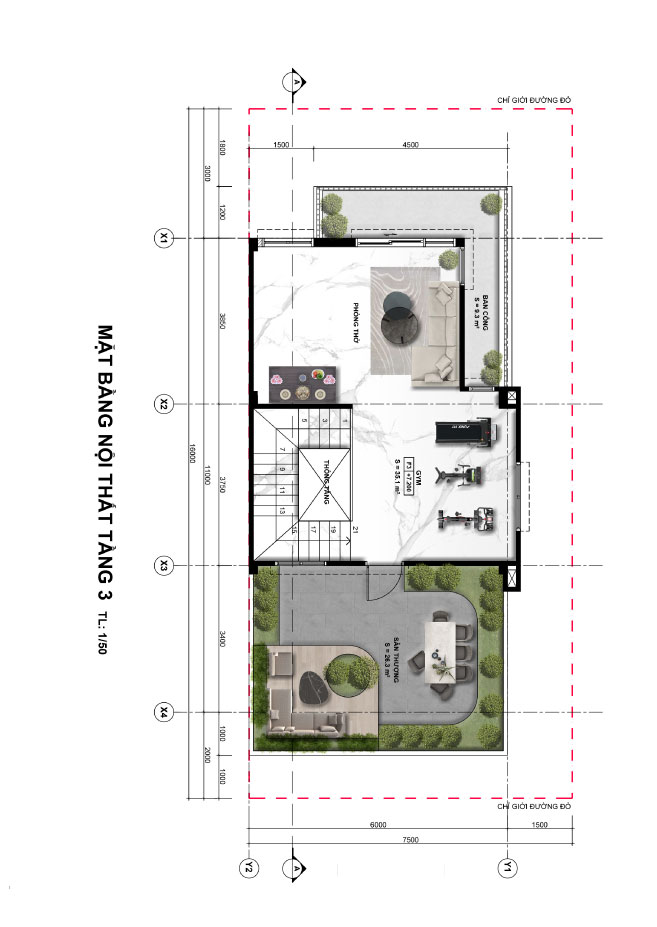 A
CHỈ GIỚI ĐƯỜNG ĐỎ
1500
4500
1800
3000
1200
X1
3850
BAN CÔNG
S = 9.3 m²
PHÒNG THỜ
X2
16000
11000
3750
GYM
F3 +7.200
S = 35.1 m²
THÔNG TẦNG
1
3
5
7
9
11
13
15
17
19
21
X3
3400
SÂN THƯỢNG
S = 26.3 m²
X4
1000
2000
1000
MẶT BẰNG NỘI THẤT TẦNG 3 TL: 1/50
CHỈ GIỚI ĐƯỜNG ĐỎ
6000
1500
7500
Y2
A
Y1